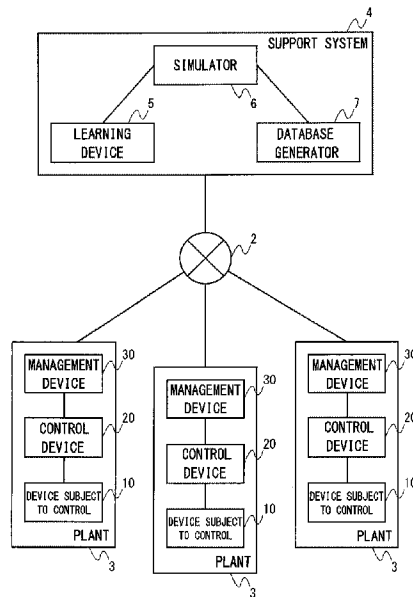 4
SUPPORT SYSTEM
SIMULATOR
5
6
7
LEARNING
DEVICE
DATABASE
GENERATOR
2
30
MANAGEMENT
DEVICE
20
CONTROL
DEVICE
10
DEVICE SUBJECT
TO CONTROL
PLANT
3
30
MANAGEMENT
DEVICE
20
CONTROL
DEVICE
10
DEVICE SUBJECT
TO CONTROL
PLANT
3
30
MANAGEMENT
DEVICE
20
CONTROL
DEVICE
10
DEVICE SUBJECT
TO CONTROL
PLANT
3